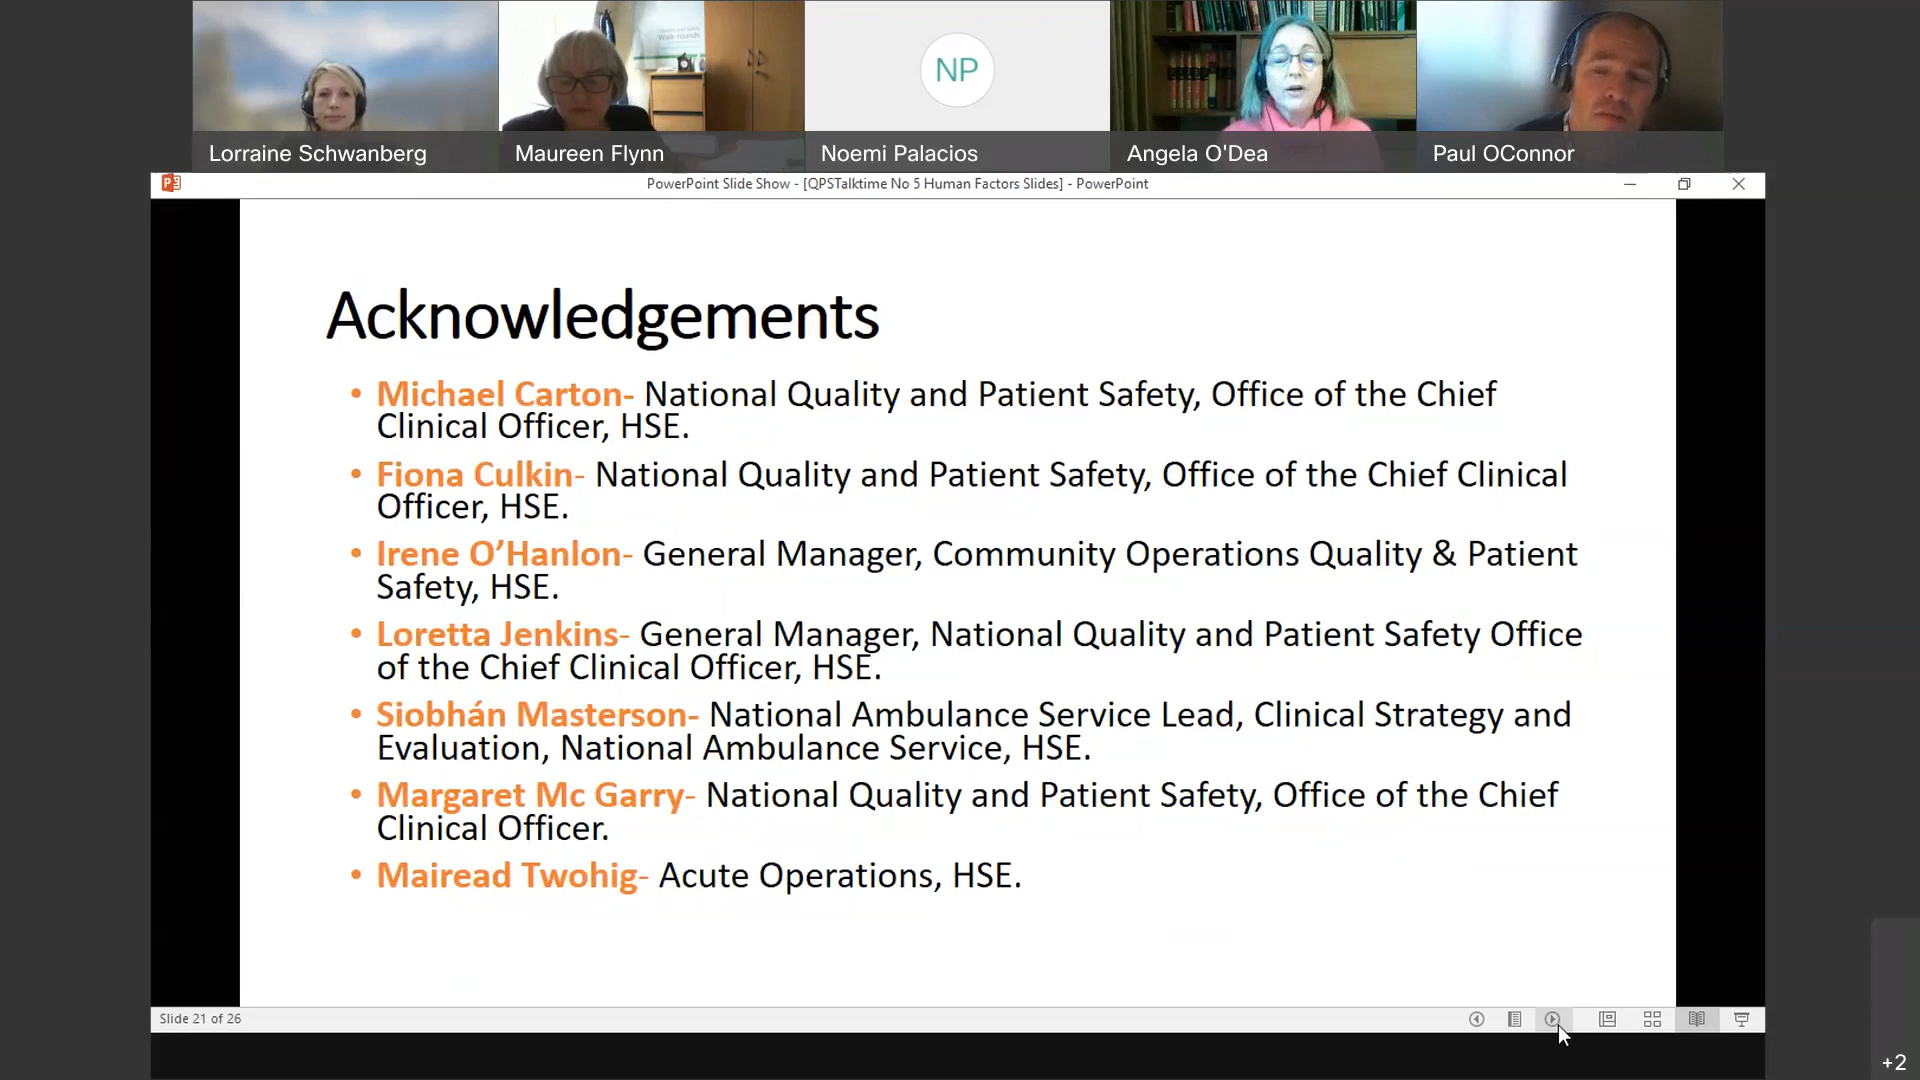 Quality and Safety
Walk-rounds
NP
Lorraine Schwanberg
Maureen Flynn
Noemi Palacios
Angela O'Dea
Paul OConnor
PowerPoint Slide Show - [QPSTalktime No 5 Human Factors Slides] - PowerPoint
Acknowledgements
• Michael Carton- National Quality and Patient Safety, Office of the Chief
Clinical Officer, HSE.
• Fiona Culkin- National Quality and Patient Safety, Office of the Chief Clinical
Officer, HSE.
• Irene O’Hanlon- General Manager, Community Operations Quality & Patient
Safety, HSE.
• Loretta Jenkins- General Manager, National Quality and Patient Safety Office
of the Chief Clinical Officer, HSE.
• Siobhán Masterson- National Ambulance Service Lead, Clinical Strategy and
Evaluation, National Ambulance Service, HSE.
• Margaret Mc Garry- National Quality and Patient Safety, Office of the Chief
Clinical Officer.
• Mairead Twohig- Acute Operations, HSE.
Slide 21 of 26
+2